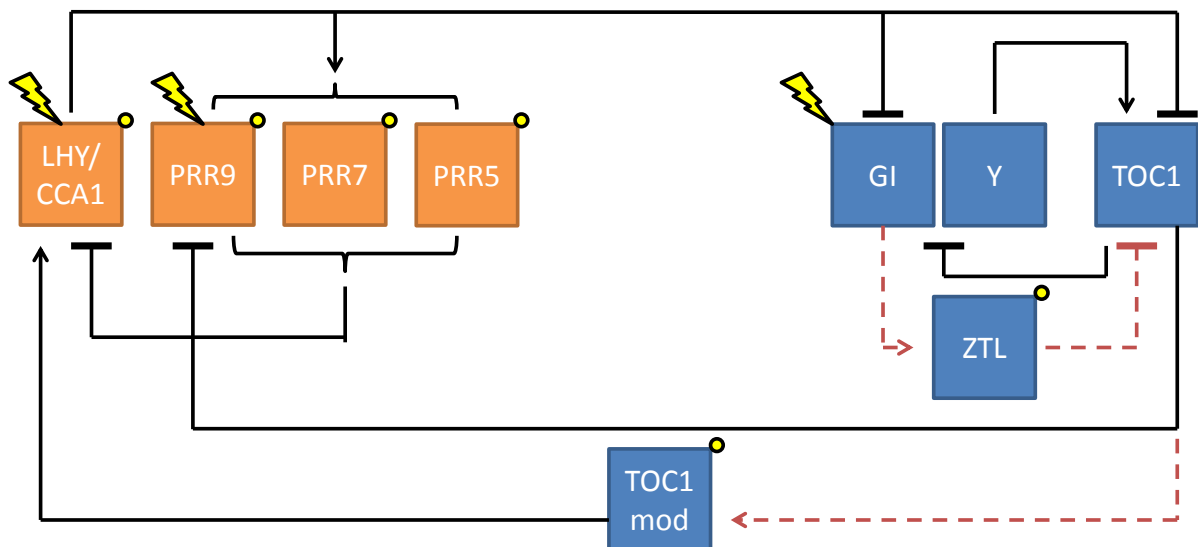 LHY/
CCA1
PRR9
PRR7
PRR5
GI
Y
TOC1
ZTL
TOC1
mod